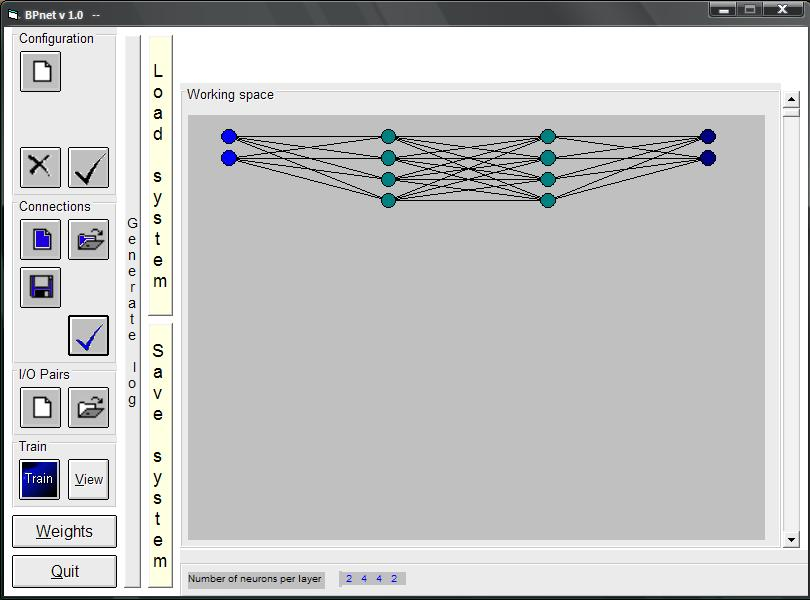 BPnet v 1.0 --
Configuration
Connections
I/O Pairs
Train
Train
View
Weights
Quit
Generate log
Load system
Save system
Working space
Number of neurons per layer
2 4 4 2